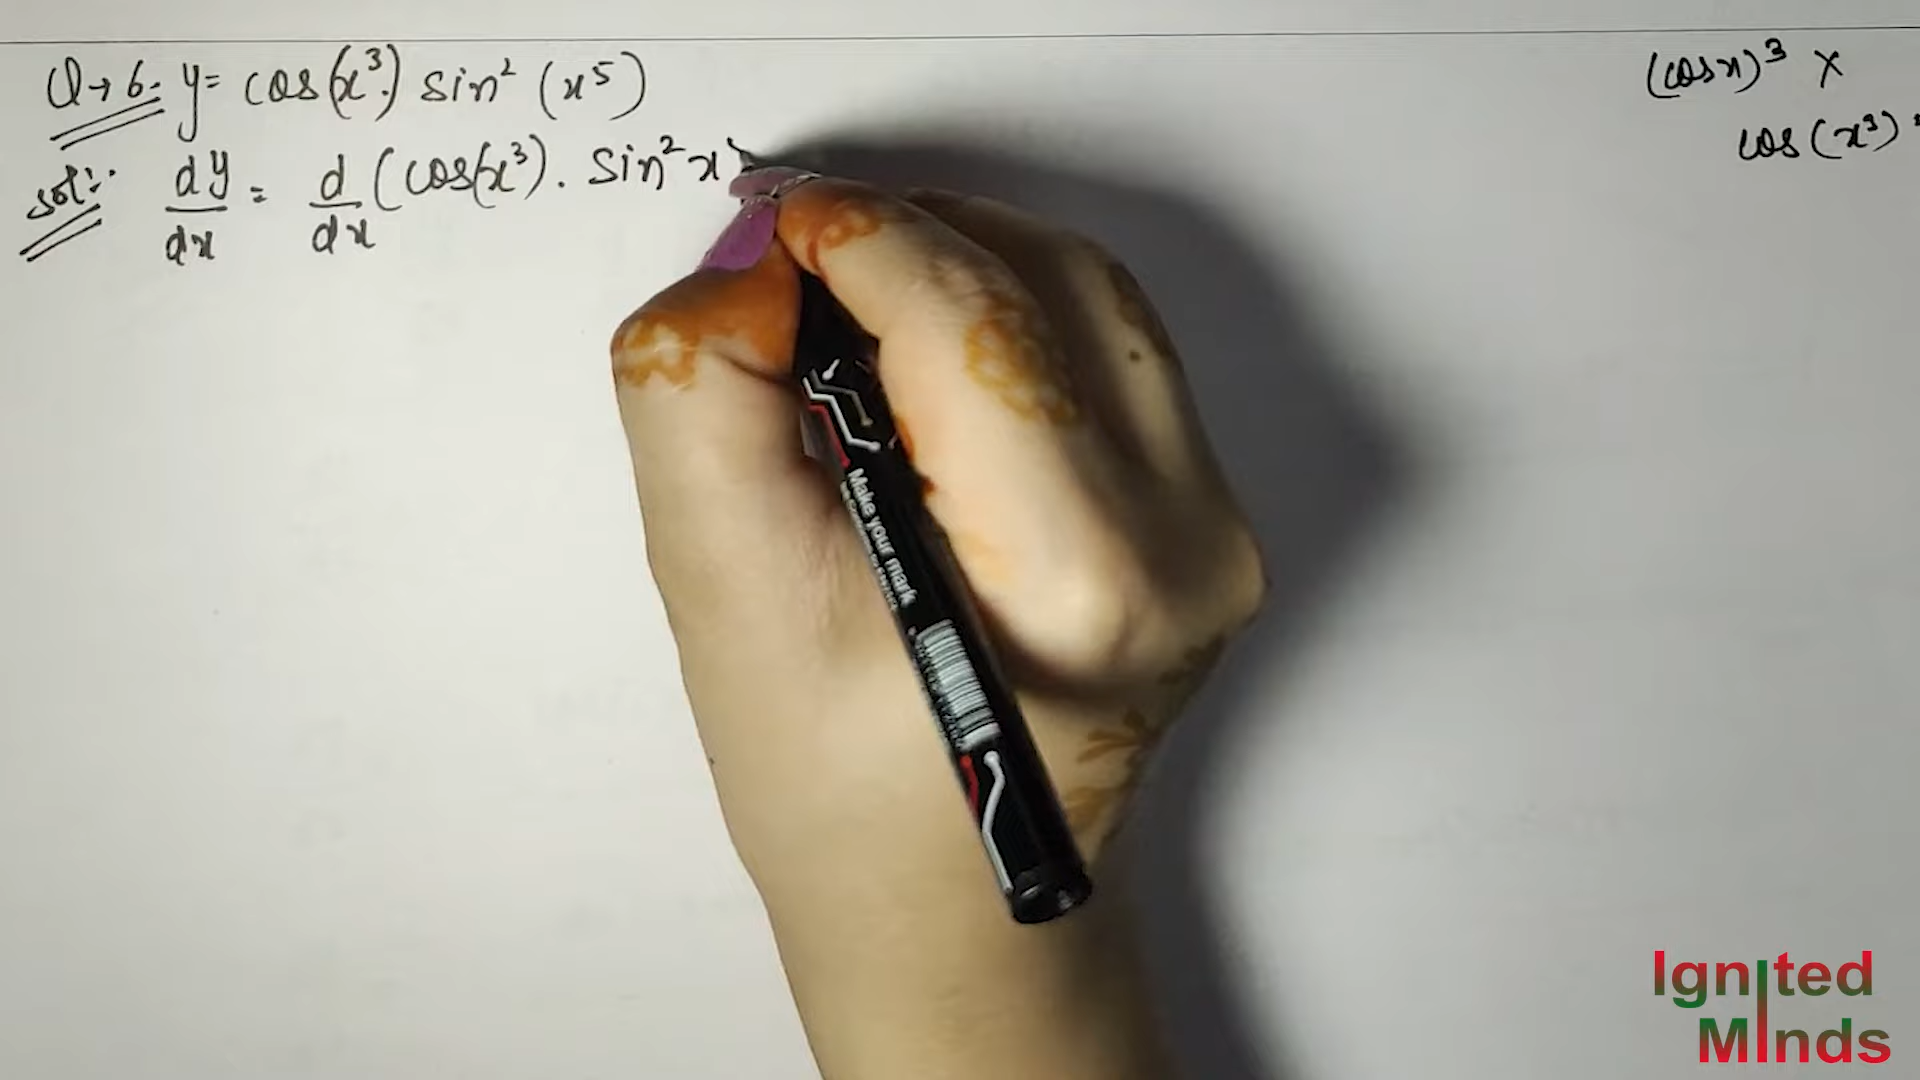 Q→6. y= cos(x³.) sin² (x⁵)
sol:-. dy/dx = d/dx (cos(x³). sin² x
(cosx)³ ×
cos(x³)
Make your mark
Ignited
Minds